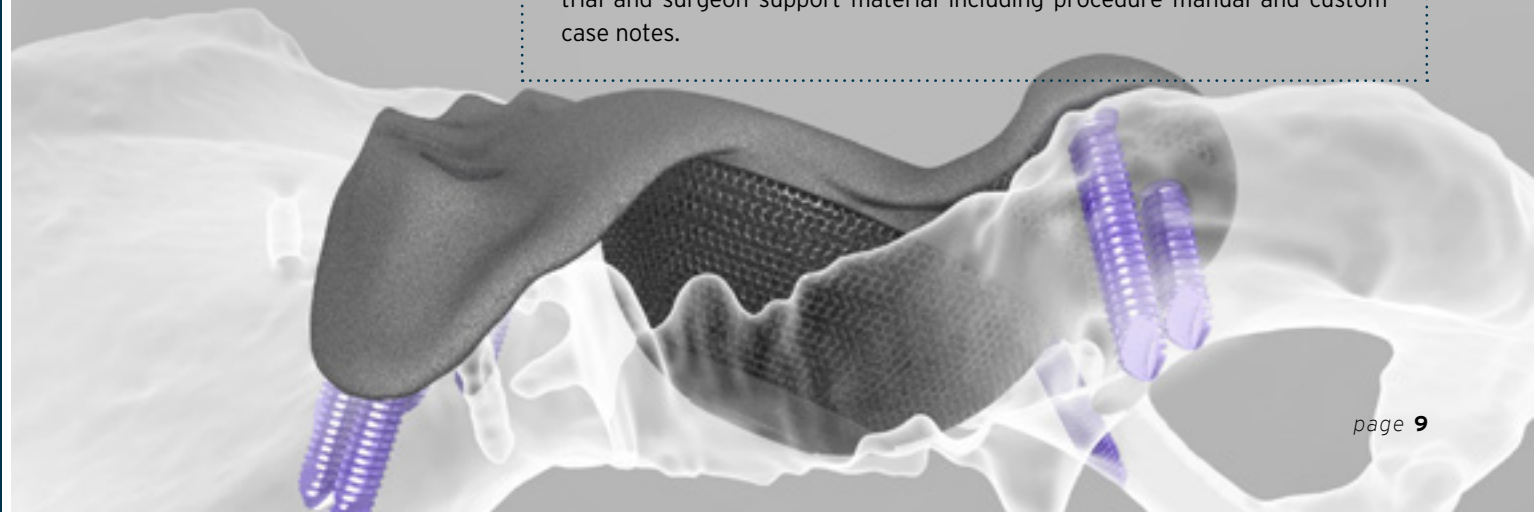 trial and surgeon support material including procedure manual and custom
case notes.
page 9